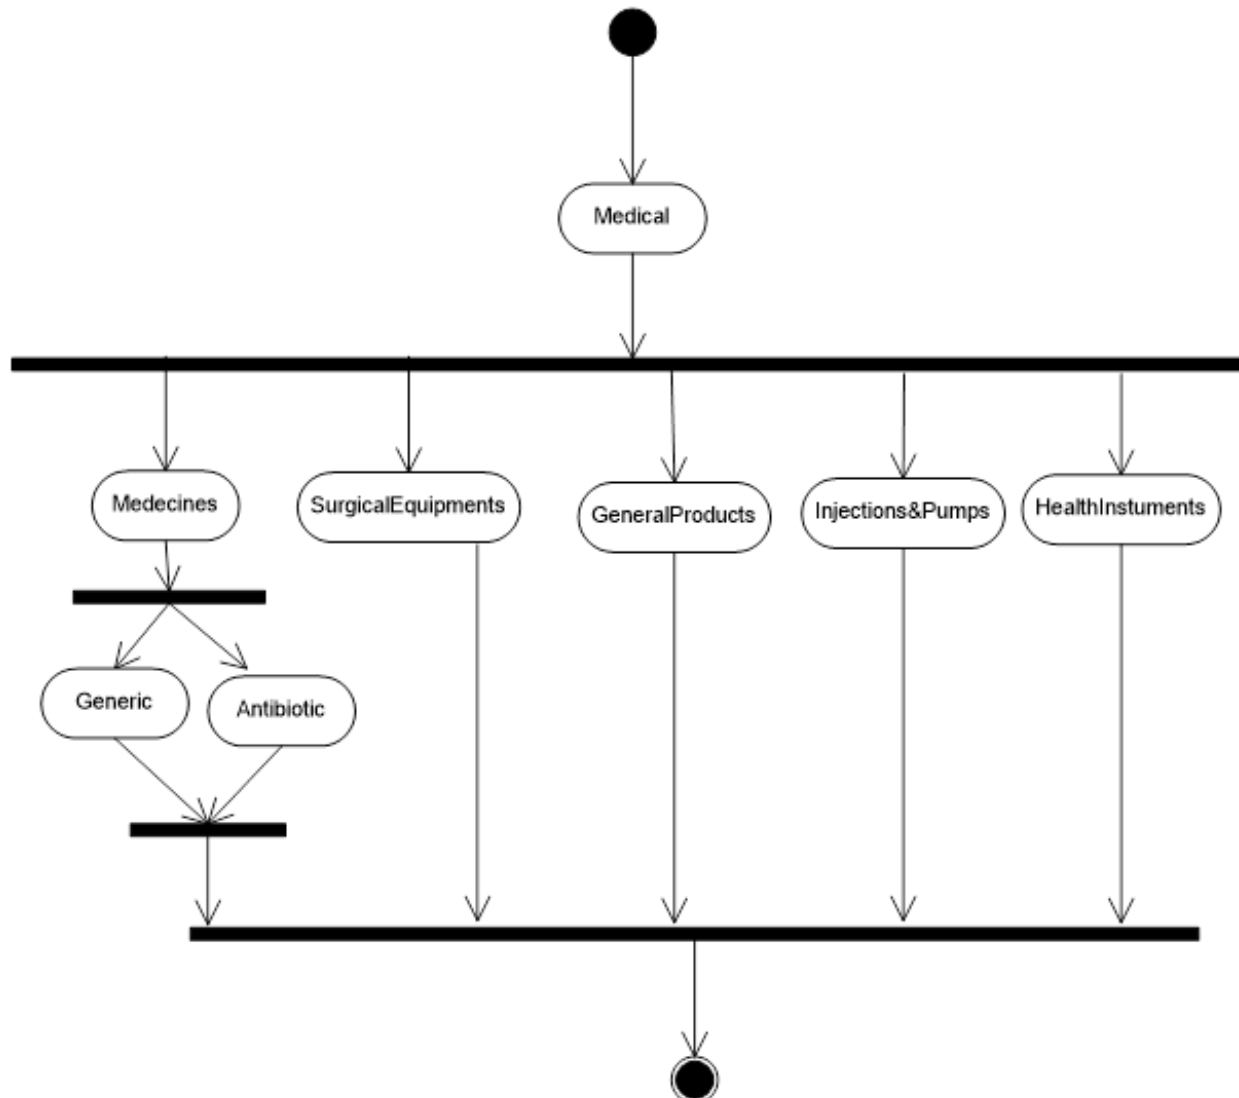 Medical
Medecines
SurgicalEquipments
GeneralProducts
Injections&Pumps
HealthInstuments
Generic
Antibiotic